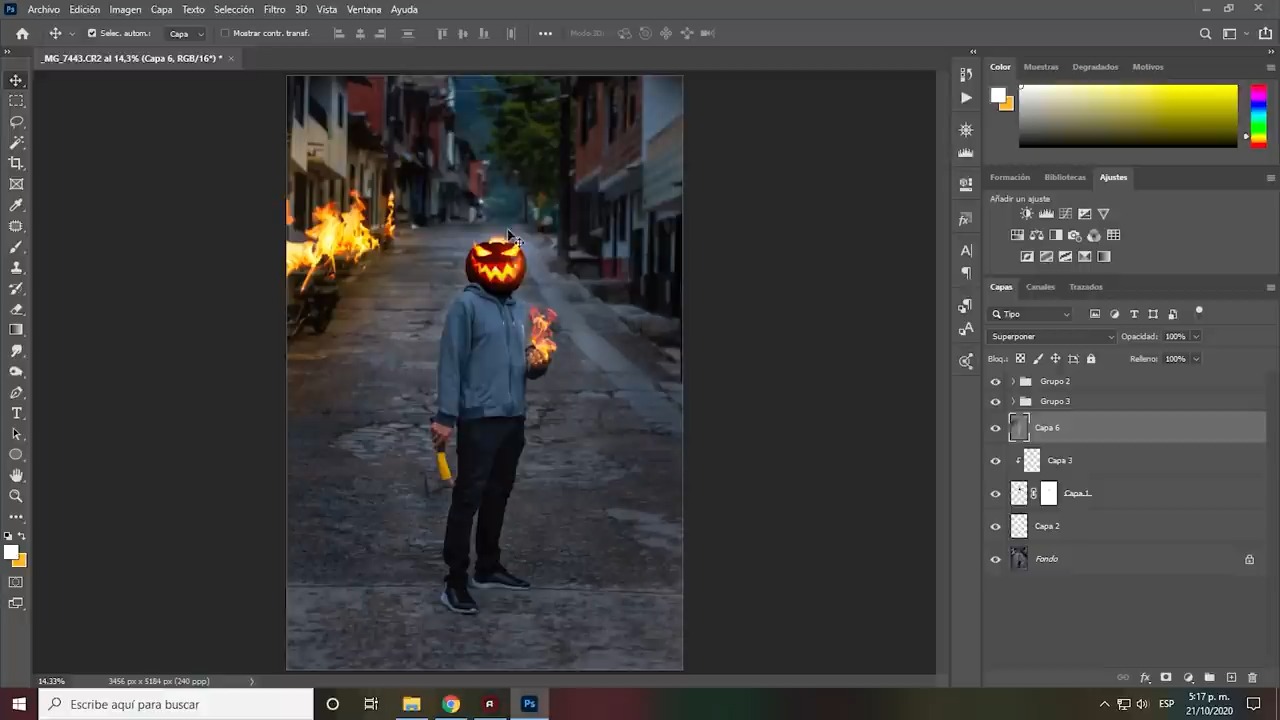 Ps Archivo Edición Imagen Capa Texto Selección Filtro 3D Vista Ventana Ayuda
Selec. autom.: Capa Mostrar contr. transf. Modo 3D:
_MG_7443.CR2 al 14,3% (Capa 6, RGB/16*) *
Color Muestras Degradados Motivos
Formación Bibliotecas Ajustes
Añadir un ajuste
Capas Canales Trazados
Tipo
Superponer Opacidad: 100%
Bloq.: Relleno: 100%
Grupo 2
Grupo 3
Capa 6
Capa 3
Capa 1
Capa 2
Fondo
14.33% 3456 px x 5184 px (240 ppp)
Escribe aquí para buscar
Ps
ESP
5:17 p. m.
21/10/2020